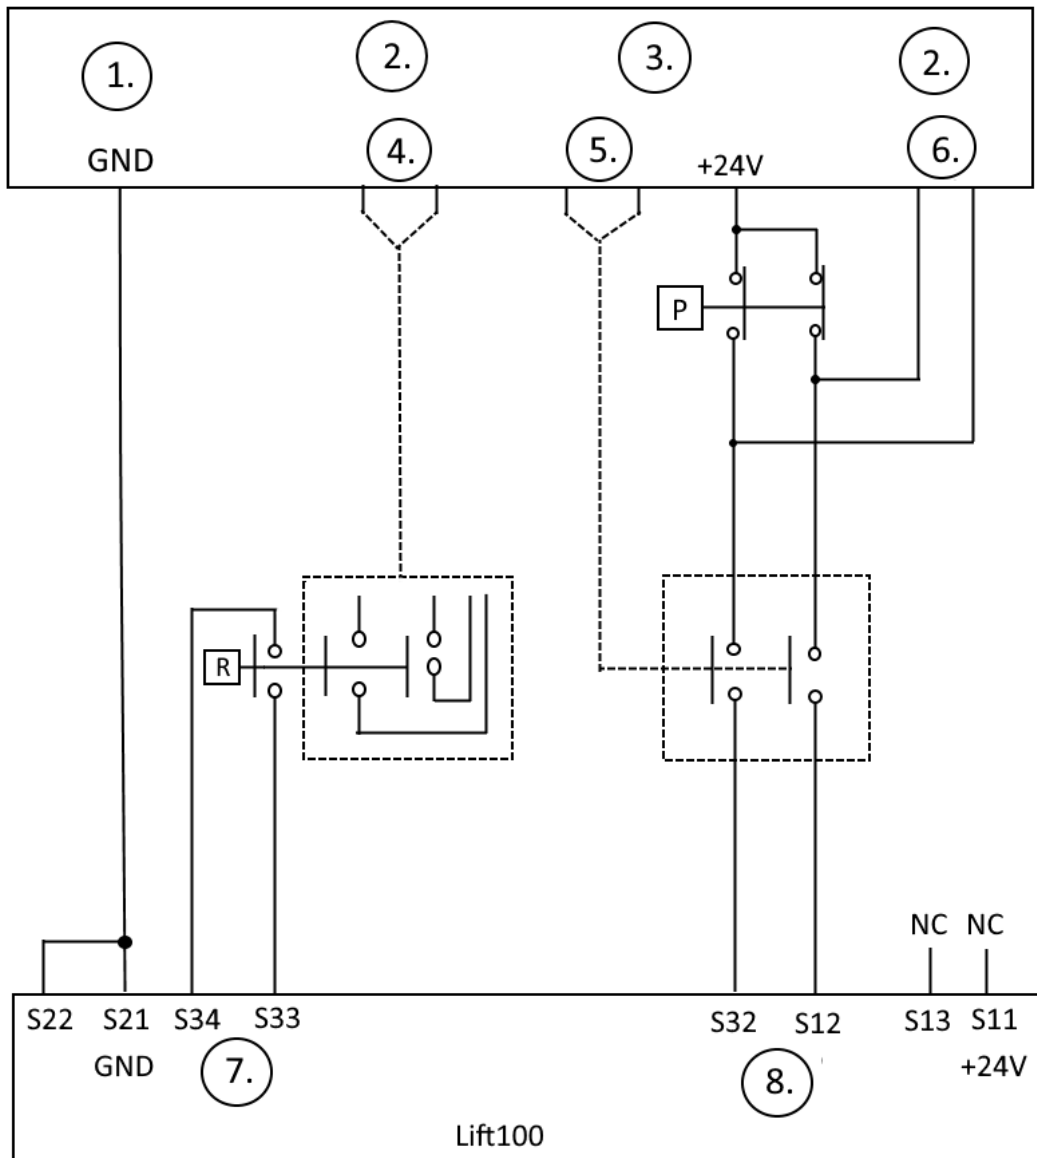 1.
2.
3.
2.
GND
4.
5.
+24V
6.
P
R
NC NC
S22 S21 S34 S33 S32 S12 S13 S11
GND
7.
8.
+24V
Lift100